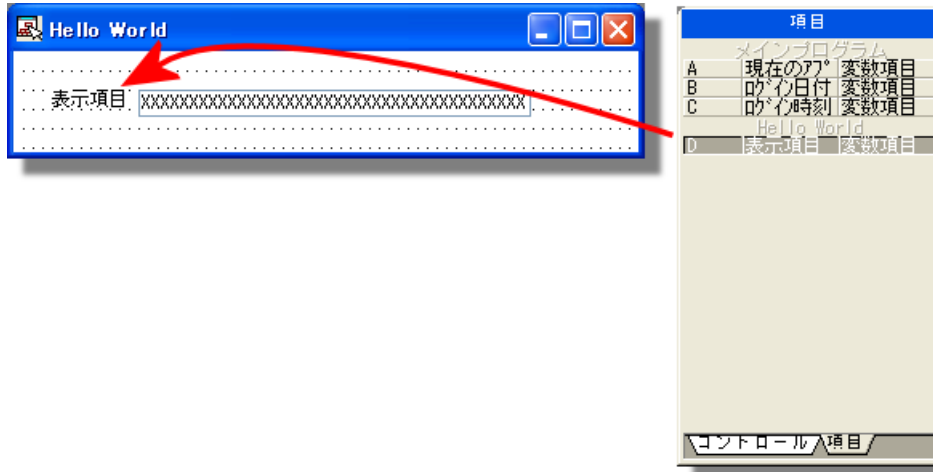 Hello World
表示項目 XXXXXXXXXXXXXXXXXXXXXXXXXXXXXXXXXXXXXXXX
項目
メインプログラム
A 現在のｱﾌﾟ 変数項目
B ﾛｸﾞｲﾝ日付 変数項目
C ﾛｸﾞｲﾝ時刻 変数項目
Hello World
D 表示項目 変数項目
コントロール 項目